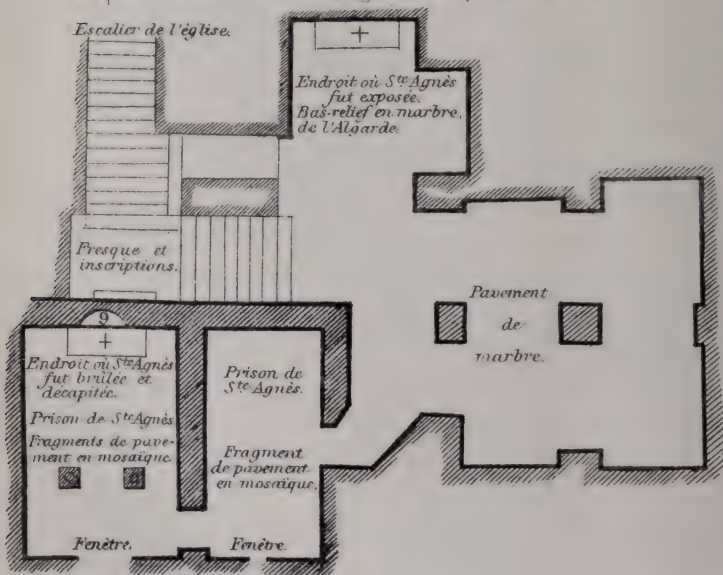 Escalier de l'église.
Endroit où Ste Agnès
fut exposée.
Bas-relief en marbre
de l'Algarde.
Fresque et
inscriptions.
Pavement
de
marbre.
9
Endroit où Ste Agnès
fut brûlée et
décapitée.
Prison de Ste Agnès
Fragments de pave-
ment en mosaïque.
Prison de
Ste Agnès.
Fragment
de pavement
en mosaïque.
Fenêtre.
Fenêtre.